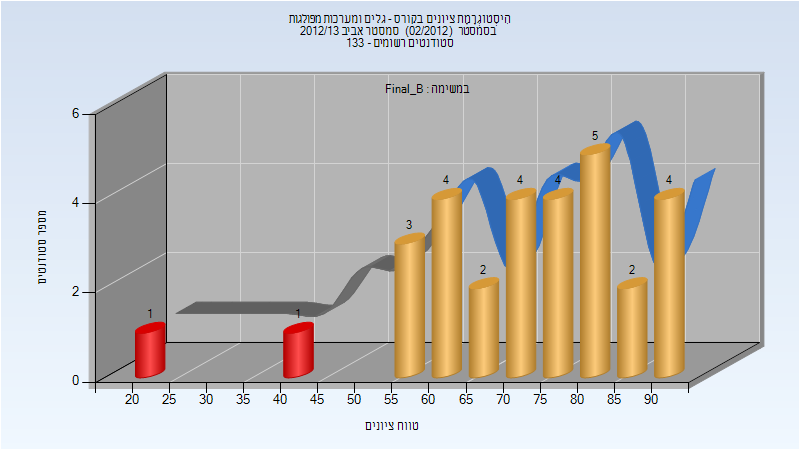 היסטוגרמת ציונים בקורס - גלים ומערכות מפולגות
בסמסטר (02/2012) סמסטר אביב 2012/13
סטודנטים רשומים - 133
במשימה : Final_B
מספר סטודנטים
6
4
2
0
1
1
3
4
2
4
4
5
2
4
20 25 30 35 40 45 50 55 60 65 70 75 80 85 90
טווח ציונים